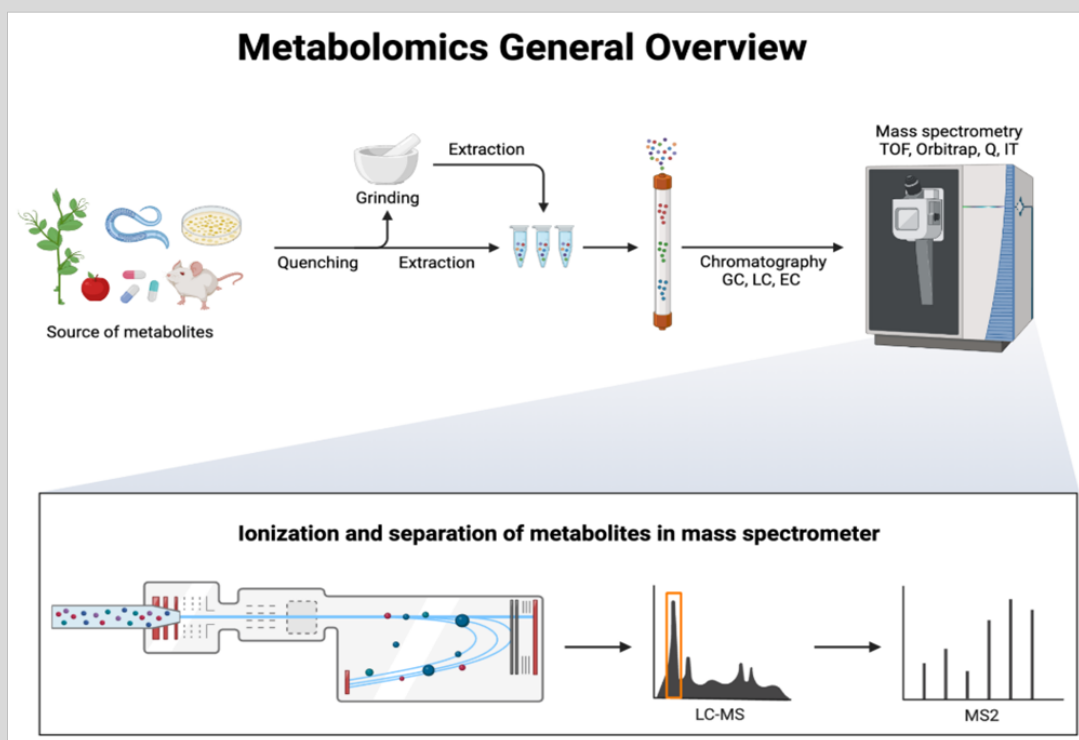 Metabolomics General Overview
Mass spectrometry
TOF, Orbitrap, Q, IT
Extraction
Grinding
Quenching
Extraction
Chromatography
GC, LC, EC
Source of metabolites
Ionization and separation of metabolites in mass spectrometer
LC-MS
MS2